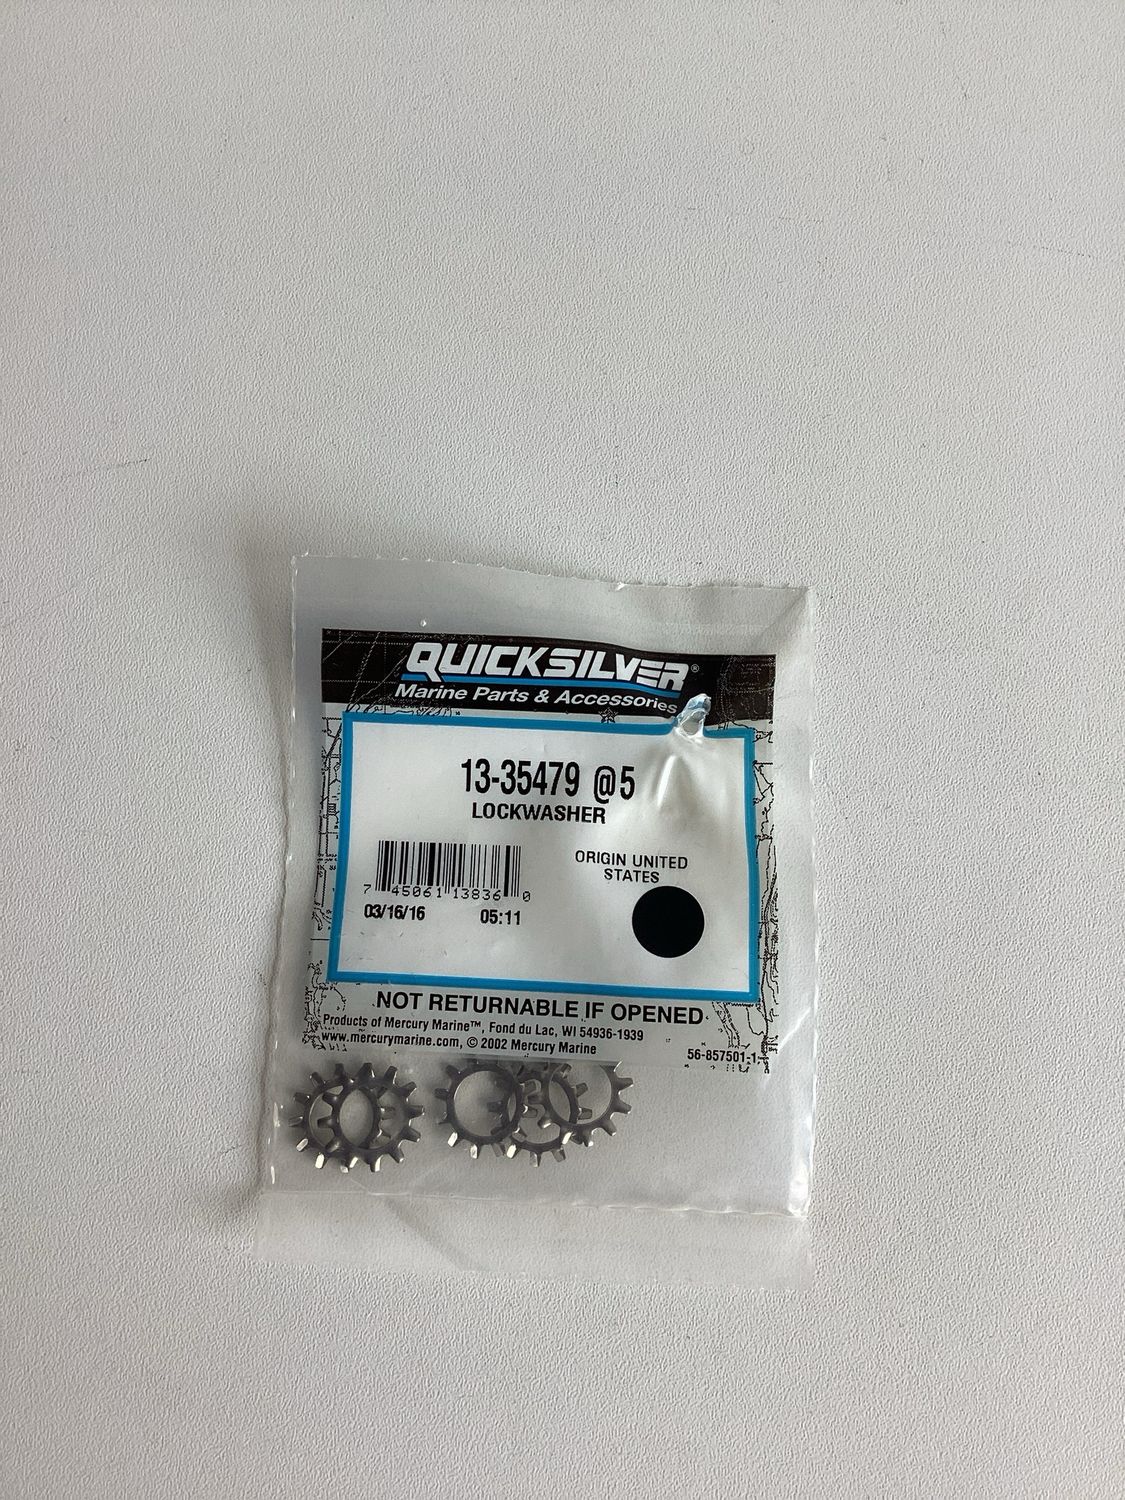 QUICKSILVER®
Marine Parts & Accessories
13-35479 @5
LOCKWASHER
ORIGIN UNITED
STATES
7 45061 13836 0
03/16/16 05:11
NOT RETURNABLE IF OPENED
Products of Mercury Marine™, Fond du Lac, WI 54936-1939
www.mercurymarine.com, © 2002 Mercury Marine
56-857501-1